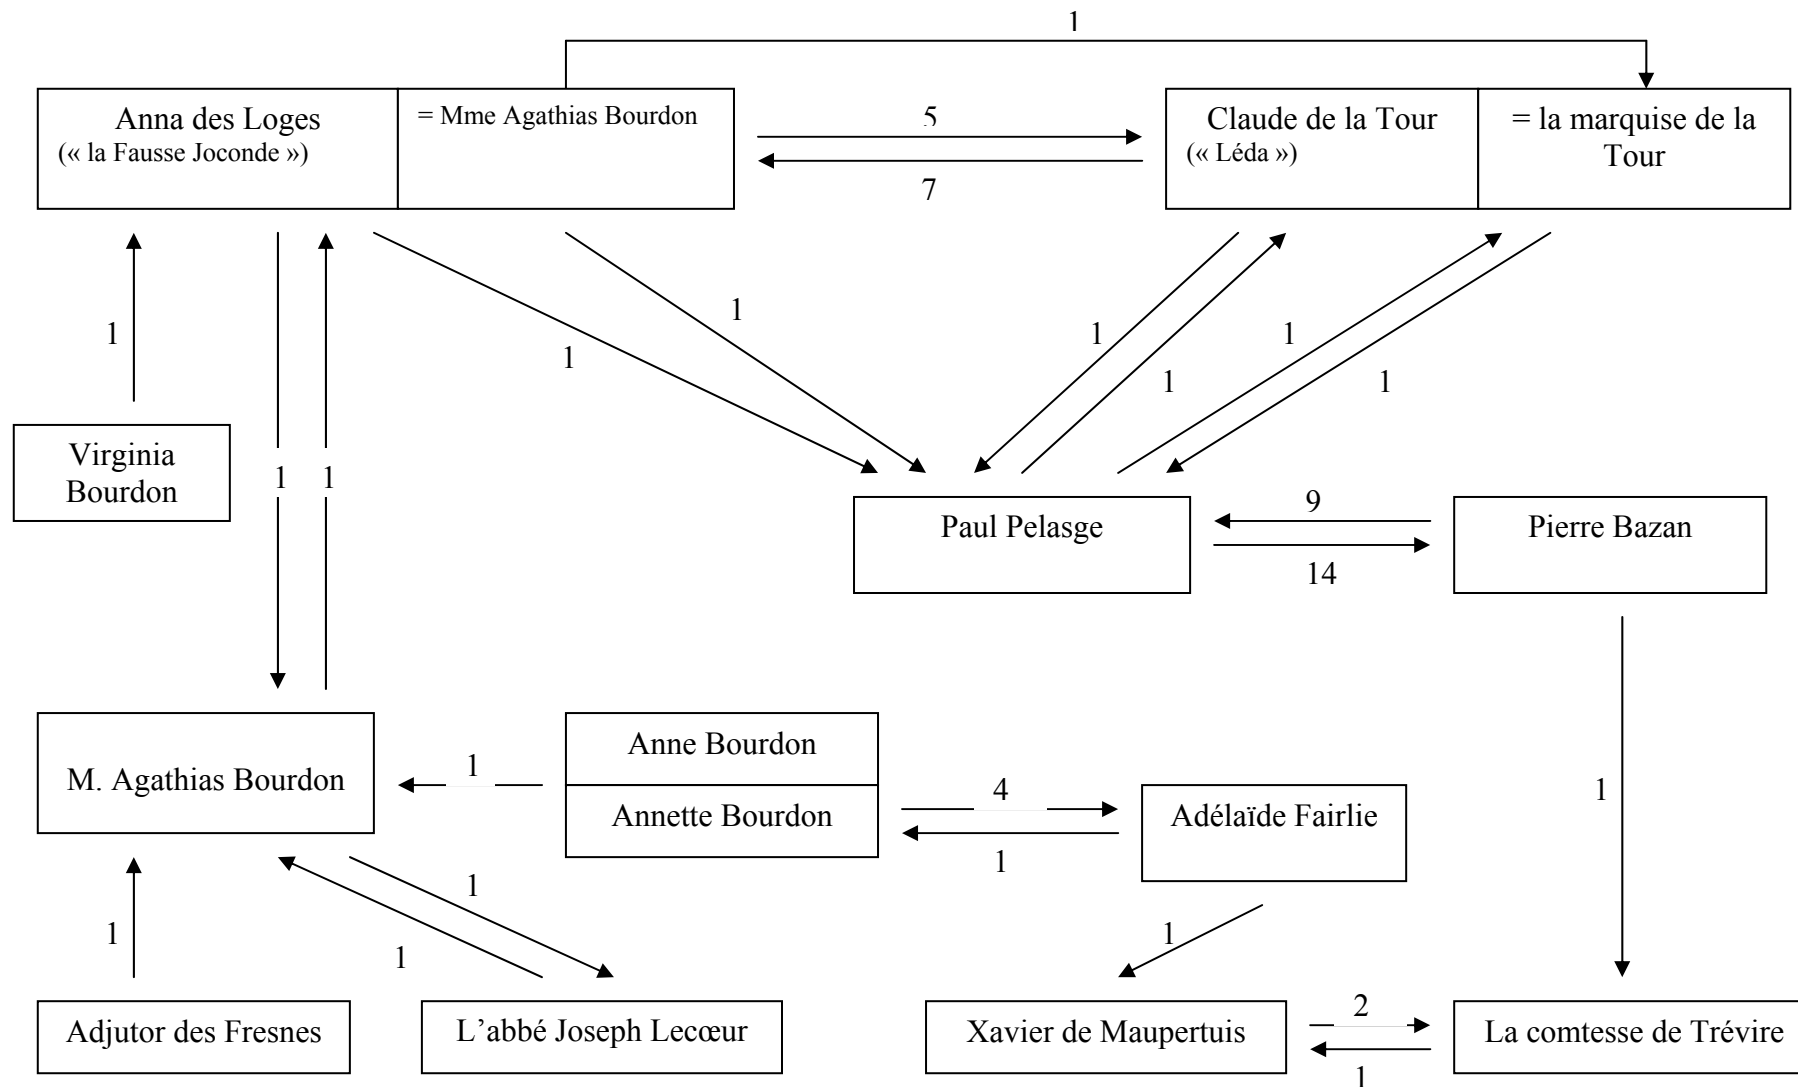 1
Anna des Loges
(« la Fausse Joconde »)
= Mme Agathias Bourdon
5
7
Claude de la Tour
(« Léda »)
= la marquise de la
Tour
1
1
1
1
1
1
1
Virginia
Bourdon
1
1
Paul Pelasge
9
14
Pierre Bazan
M. Agathias Bourdon
1
Anne Bourdon
Annette Bourdon
4
1
Adélaïde Fairlie
1
1
1
1
1
Adjutor des Fresnes
L'abbé Joseph Lecœur
Xavier de Maupertuis
2
1
La comtesse de Trévire